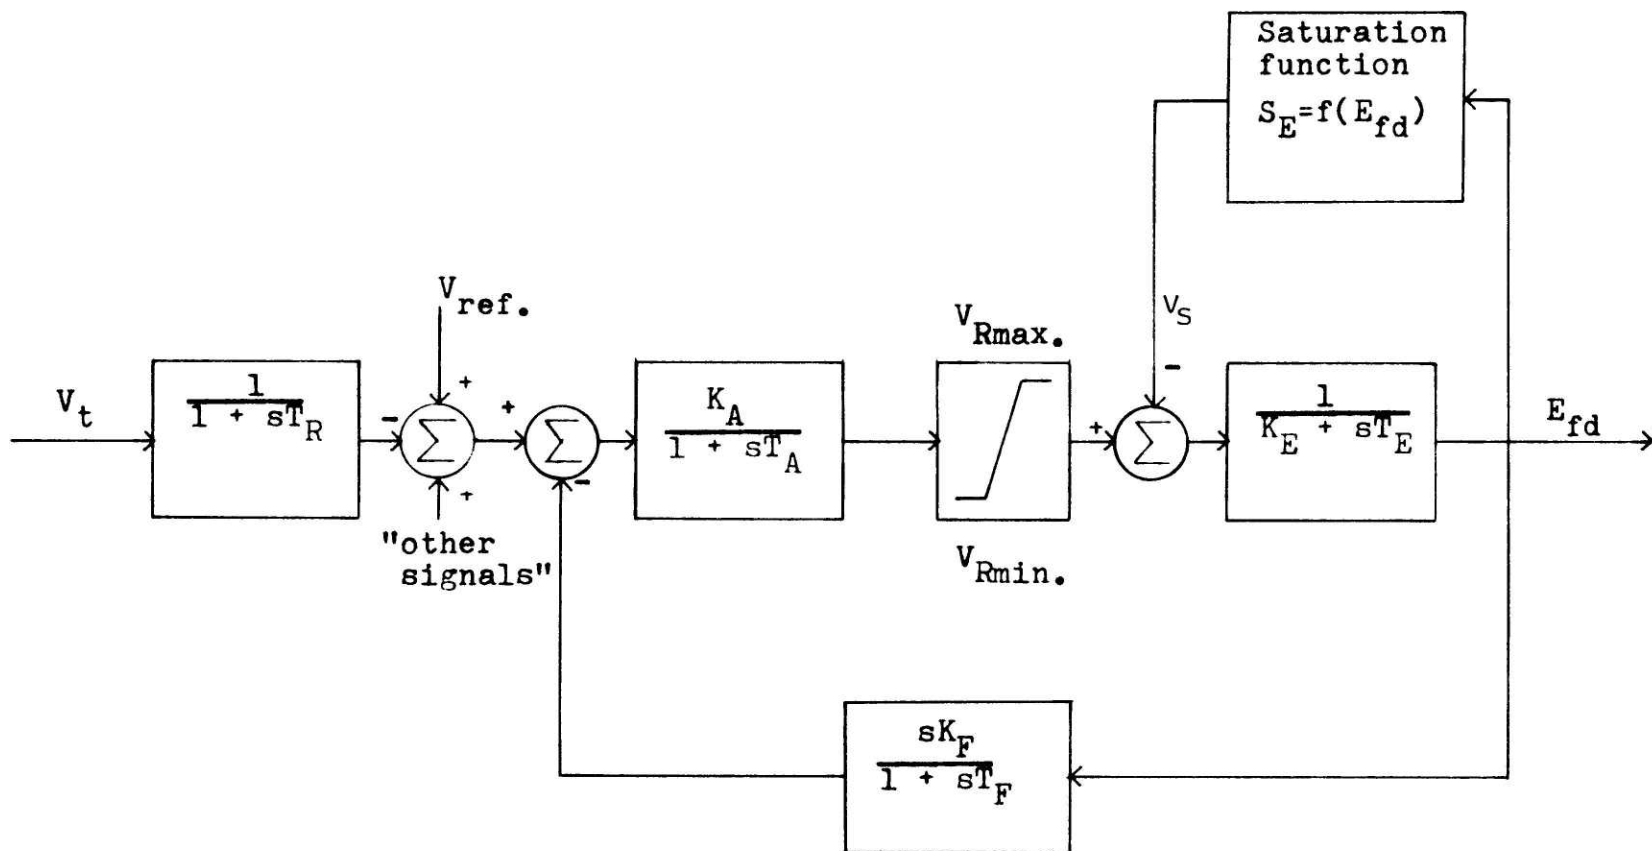 Saturation
function
S_E=f(E_fd)
V_ref.
V_S
V_Rmax.
V_t
1
1 + sT_R
-
+
+
Σ
+
-
Σ
K_A
1 + sT_A
+
-
Σ
1
K_E + sT_E
E_fd
"other
signals"
V_Rmin.
sK_F
1 + sT_F